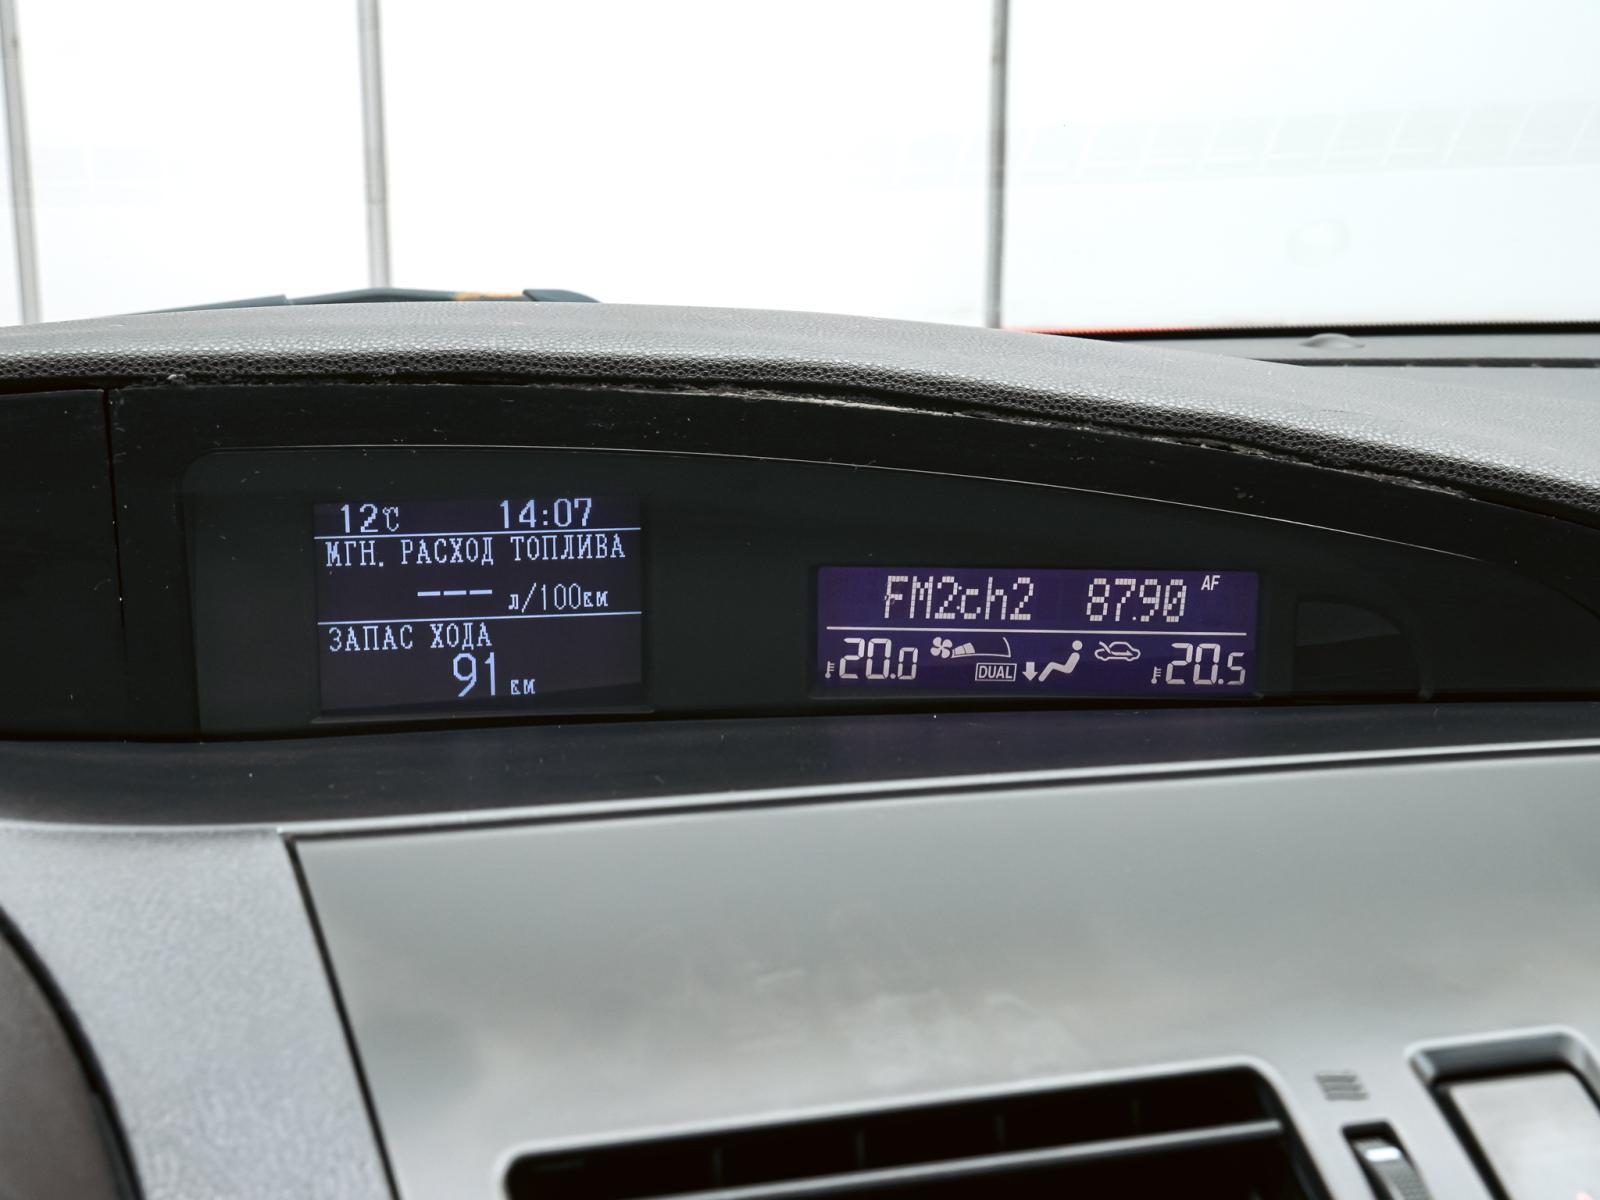 12℃ 14:07
МГН. РАСХОД ТОПЛИВА
--- л/100км
ЗАПАС ХОДА
91 км
FM2ch2 87.90 AF
20.0 DUAL 20.5